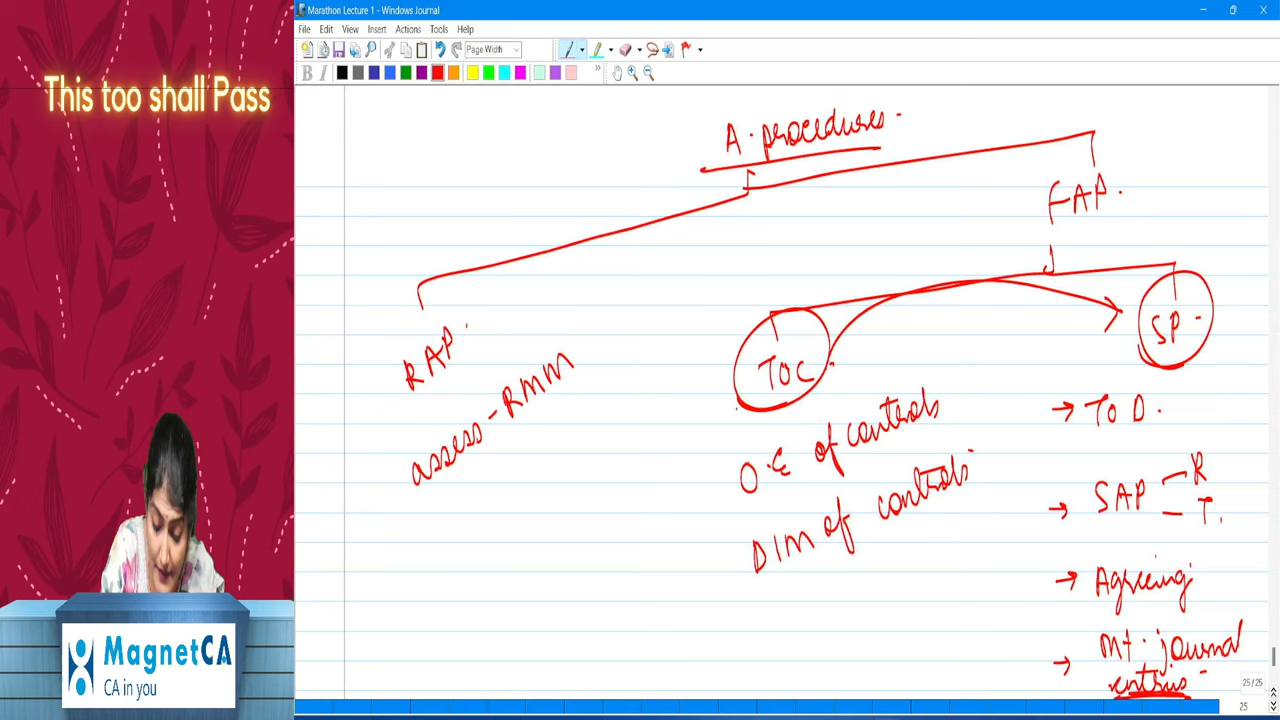 Marathon Lecture 1 - Windows Journal
File Edit View Insert Actions Tools Help
Page Width
B I
This too shall Pass
A. procedures.
FAP.
RAP.
assess - RMM
TOC
SP.
O.E of controls
DIM of controls
→ ToD.
→ SAP R
T.
→ Agreeing
→ Mt. journal
entries
MagnetCA
CA in you
25 / 25
25